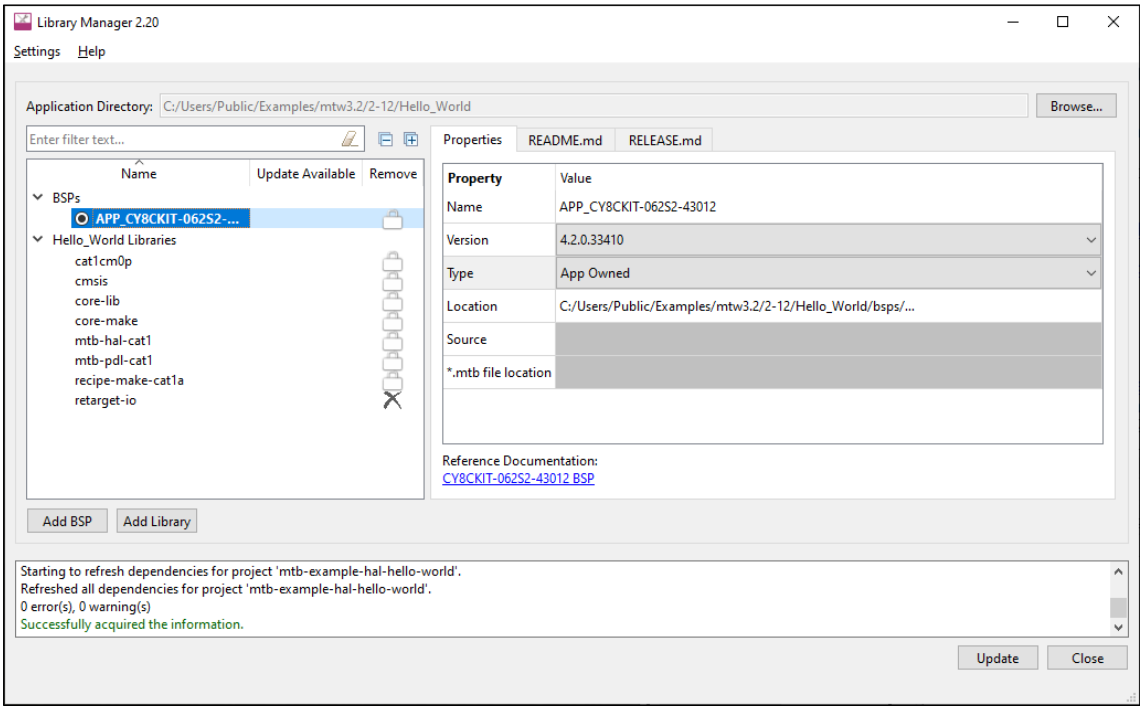 Library Manager 2.20
Settings Help
Application Directory: C:/Users/Public/Examples/mtw3.2/2-12/Hello_World Browse...
Enter filter text...
Name Update Available Remove
BSPs
APP_CY8CKIT-062S2-...
Hello_World Libraries
cat1cm0p
cmsis
core-lib
core-make
mtb-hal-cat1
mtb-pdl-cat1
recipe-make-cat1a
retarget-io
Properties README.md RELEASE.md
Property Value
Name APP_CY8CKIT-062S2-43012
Version 4.2.0.33410
Type App Owned
Location C:/Users/Public/Examples/mtw3.2/2-12/Hello_World/bsps/...
Source
*.mtb file location
Reference Documentation:
CY8CKIT-062S2-43012 BSP
Add BSP Add Library
Starting to refresh dependencies for project 'mtb-example-hal-hello-world'.
Refreshed all dependencies for project 'mtb-example-hal-hello-world'.
0 error(s), 0 warning(s)
Successfully acquired the information.
Update Close